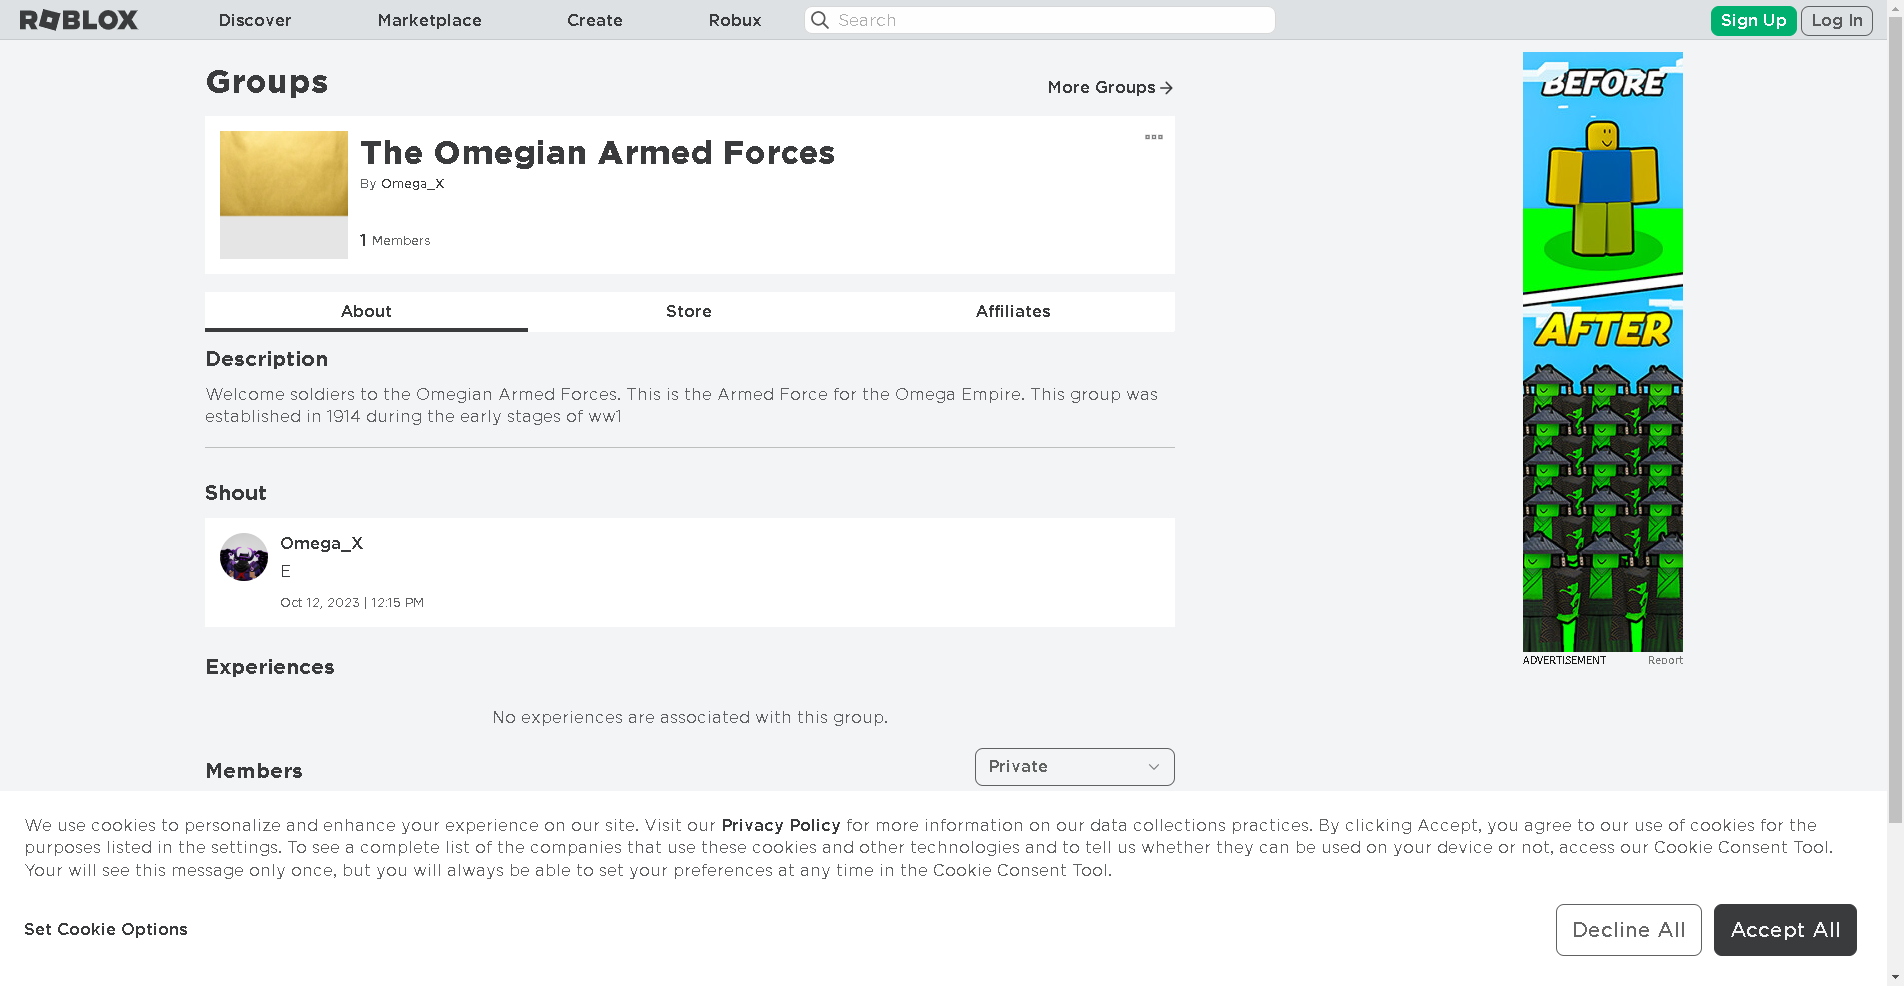 ROBLOX Discover Marketplace Create Robux Search Sign Up Log In
Groups
More Groups
The Omegian Armed Forces
By Omega_X
1 Members
About Store Affiliates
Description
Welcome soldiers to the Omegian Armed Forces. This is the Armed Force for the Omega Empire. This group was
established in 1914 during the early stages of ww1
Shout
Omega_X
E
Oct 12, 2023 | 12:15 PM
Experiences
No experiences are associated with this group.
Members
Private
BEFORE
AFTER
ADVERTISEMENT Report
We use cookies to personalize and enhance your experience on our site. Visit our Privacy Policy for more information on our data collections practices. By clicking Accept, you agree to our use of cookies for the
purposes listed in the settings. To see a complete list of the companies that use these cookies and other technologies and to tell us whether they can be used on your device or not, access our Cookie Consent Tool.
Your will see this message only once, but you will always be able to set your preferences at any time in the Cookie Consent Tool.
Set Cookie Options
Decline All
Accept All